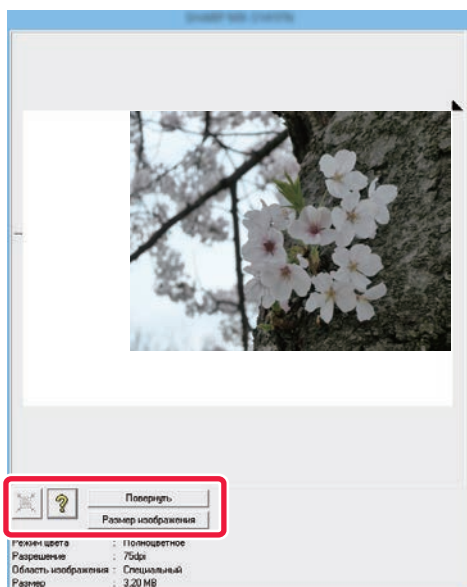 Повернуть
Размер изображения
Режим цвета : Полноцветное
Разрешение : 75dpi
Область изображения : Специальный
Размер : 3.20 MB